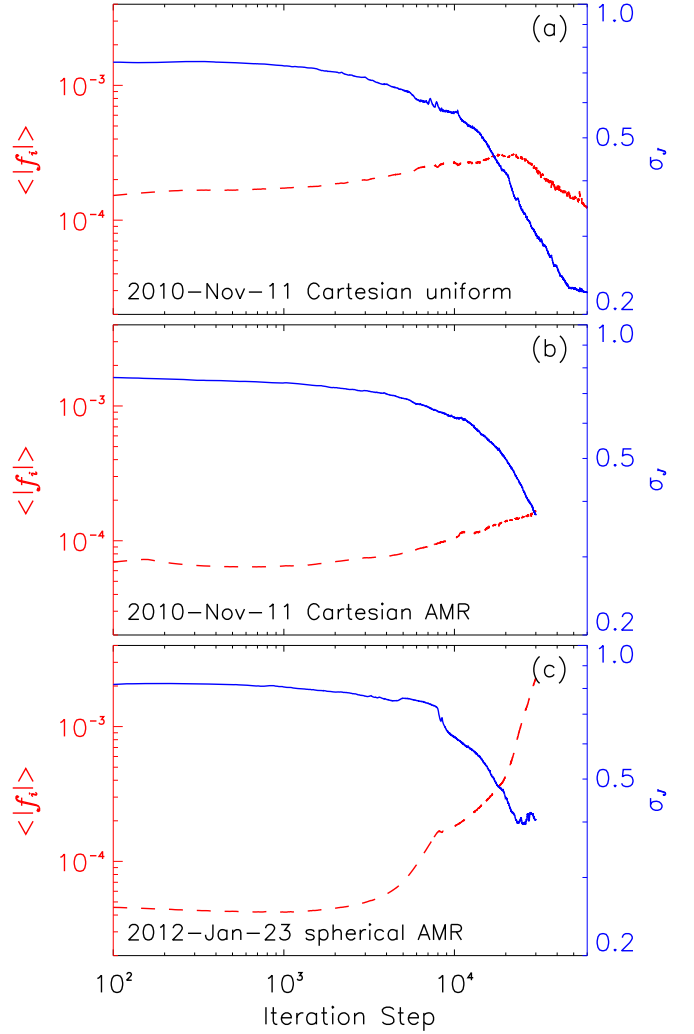 (a)
1.0
10⁻³
<|fᵢ|>
0.5
σ_J
10⁻⁴
2010-Nov-11 Cartesian uniform
0.2
(b)
1.0
10⁻³
<|fᵢ|>
0.5
σ_J
10⁻⁴
2010-Nov-11 Cartesian AMR
0.2
(c)
1.0
10⁻³
<|fᵢ|>
0.5
σ_J
10⁻⁴
2012-Jan-23 spherical AMR
0.2
10² 10³ 10⁴
Iteration Step